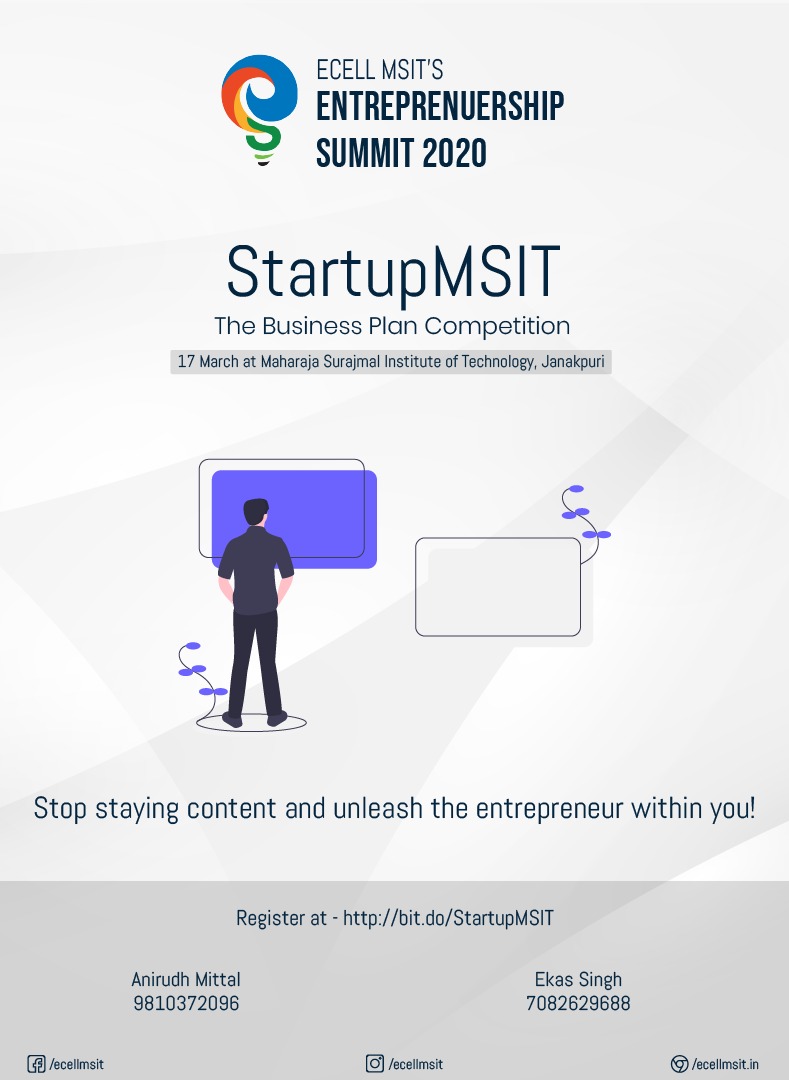 ECELL MSIT'S
ENTREPRENUERSHIP
SUMMIT 2020
StartupMSIT
The Business Plan Competition
17 March at Maharaja Surajmal Institute of Technology, Janakpuri
Stop staying content and unleash the entrepreneur within you!
Register at - http://bit.do/StartupMSIT
Anirudh Mittal
9810372096
Ekas Singh
7082629688
/ecellmsit
/ecellmsit
/ecellmsit.in